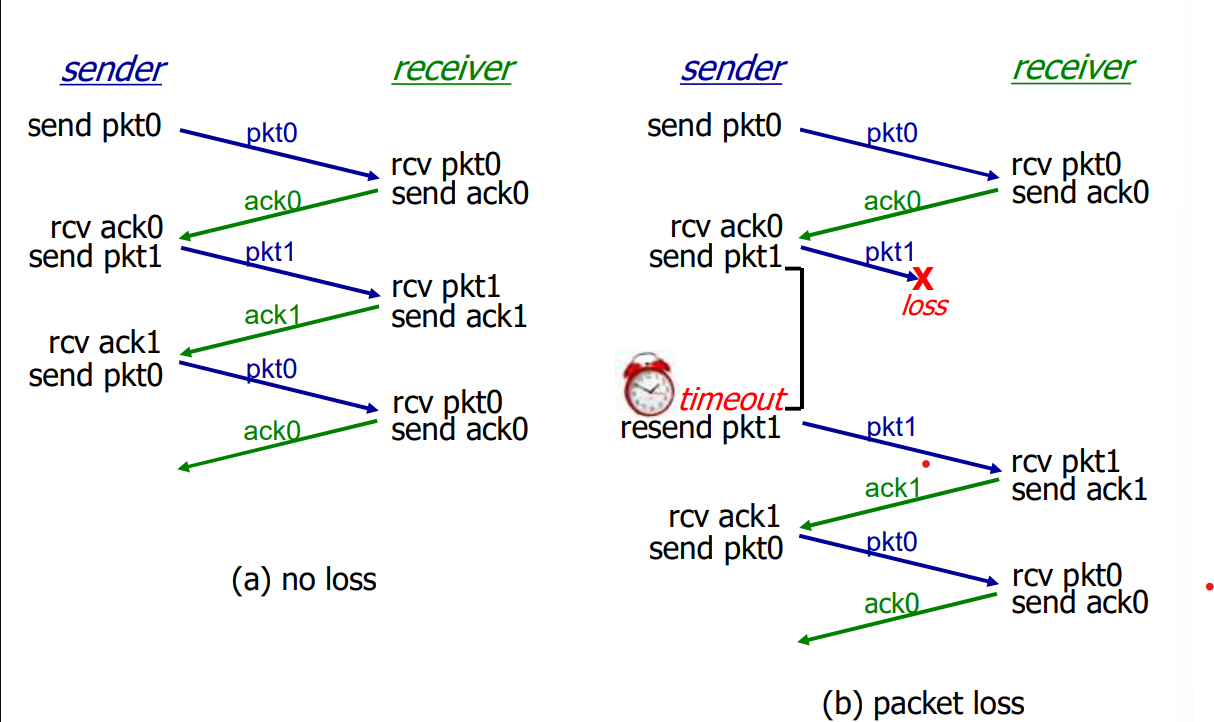 sender
receiver
send pkt0
pkt0
rcv pkt0
send ack0
ack0
rcv ack0
send pkt1
pkt1
rcv pkt1
send ack1
ack1
rcv ack1
send pkt0
pkt0
rcv pkt0
send ack0
ack0
(a) no loss
sender
receiver
send pkt0
pkt0
rcv pkt0
send ack0
ack0
rcv ack0
send pkt1
pkt1
X
loss
timeout
resend pkt1
pkt1
rcv pkt1
send ack1
ack1
rcv ack1
send pkt0
pkt0
rcv pkt0
send ack0
ack0
(b) packet loss